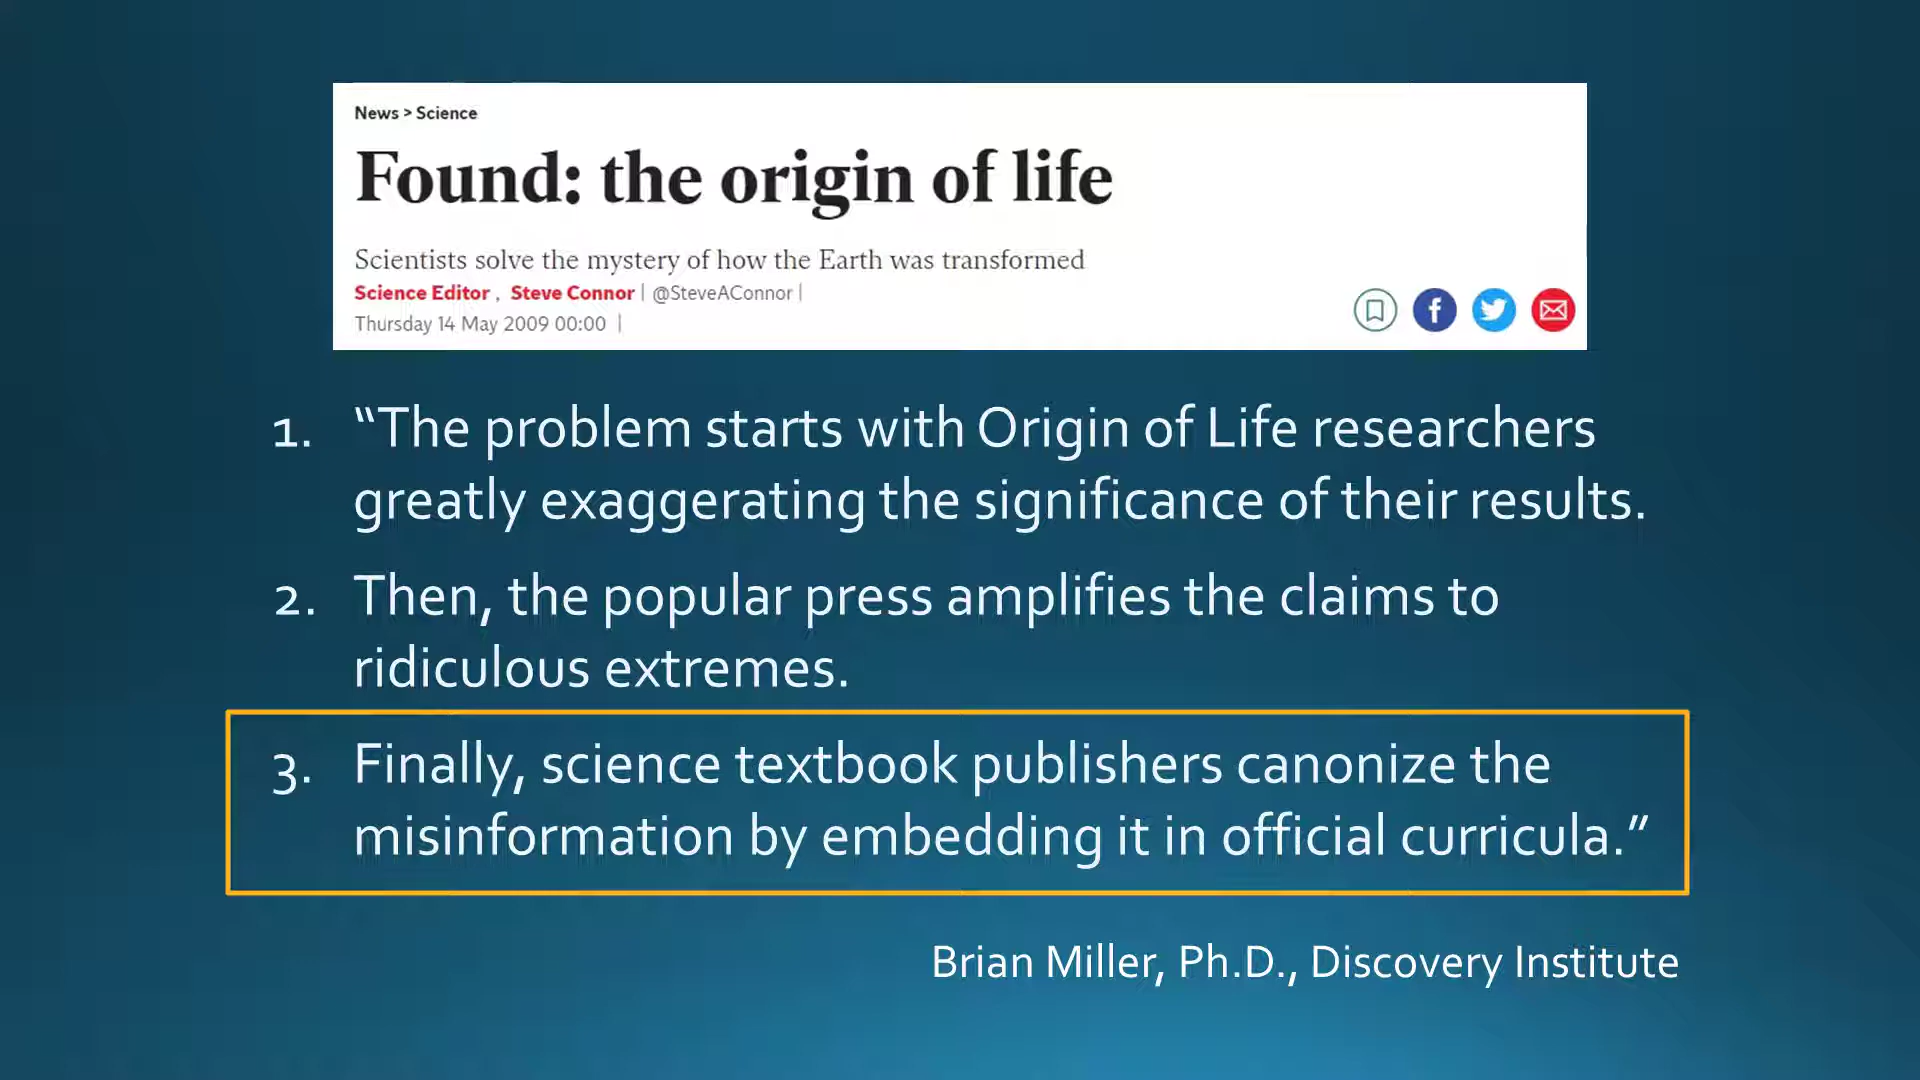 News > Science
Found: the origin of life
Scientists solve the mystery of how the Earth was transformed
Science Editor , Steve Connor | @SteveAConnor |
Thursday 14 May 2009 00:00 |
1. “The problem starts with Origin of Life researchers
greatly exaggerating the significance of their results.
2. Then, the popular press amplifies the claims to
ridiculous extremes.
3. Finally, science textbook publishers canonize the
misinformation by embedding it in official curricula.”
Brian Miller, Ph.D., Discovery Institute